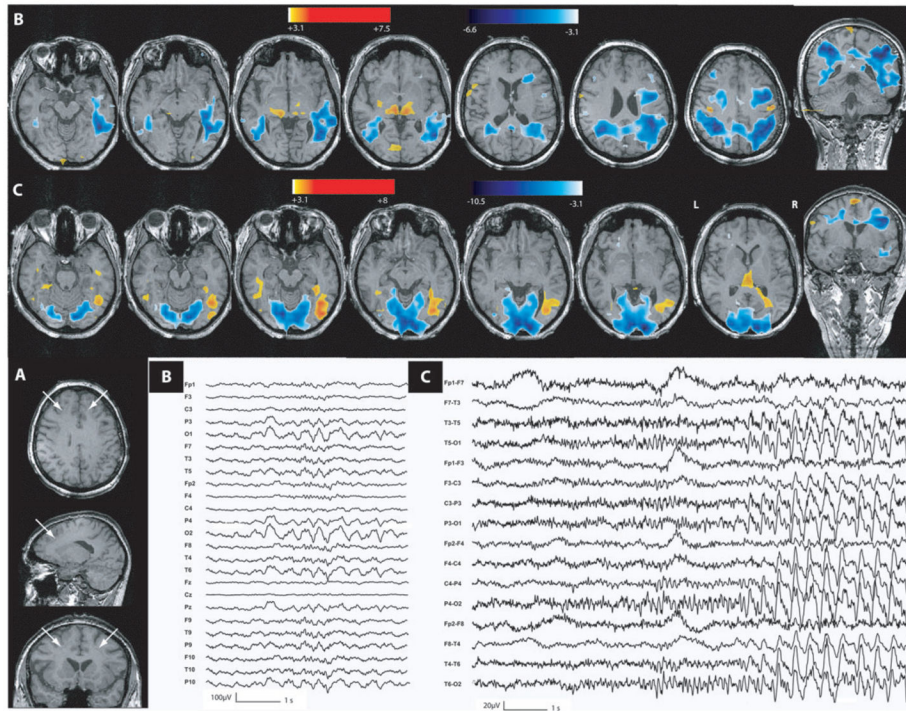 B
+3.1 +7.5
-6.6 -3.1
C
+3.1 +8
-10.5 -3.1
L R
A
B
Fp1
F3
C3
P3
O1
F7
T3
T5
Fp2
F4
C4
P4
O2
F8
T4
T6
Fz
Cz
Pz
F9
T9
P9
F10
T10
P10
100μV 1 s
C
Fp1-F7
F7-T3
T3-T5
T5-O1
Fp1-F3
F3-C3
C3-P3
P3-O1
Fp2-F4
F4-C4
C4-P4
P4-O2
Fp2-F8
F8-T4
T4-T6
T6-O2
20μV 1 s